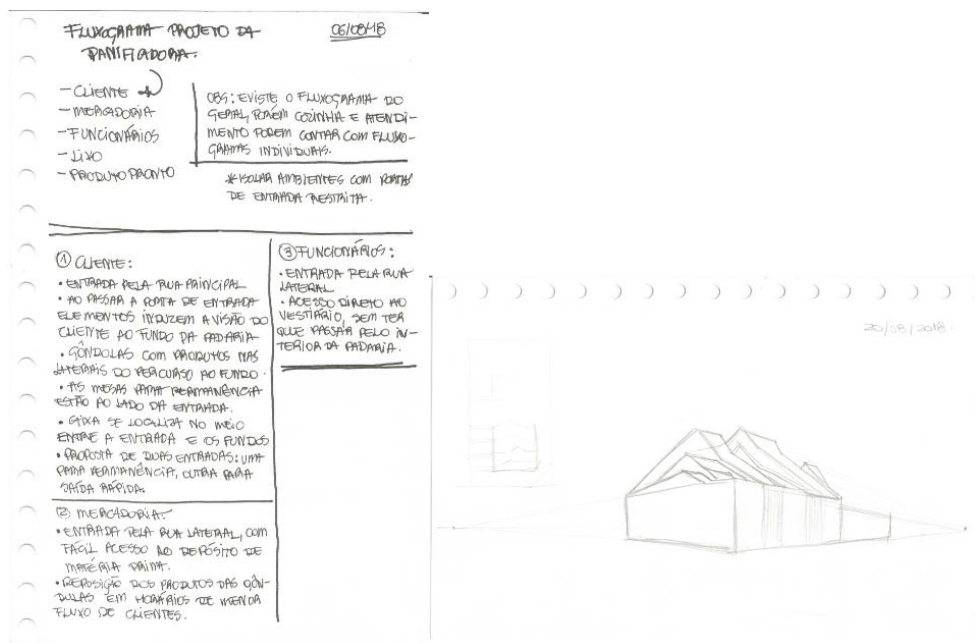 FLUXOGRAMA PROJETO DA
PANIFICADORA.
06/08/18
- CLIENTE
- MERCADORIA
- FUNCIONÁRIOS
- LIXO
- PRODUTO PRONTO
OBS: EXISTE O FLUXOGRAMA DO
GERAL, PORÉM COZINHA E ATENDI-
MENTO PODEM CONTAR COM FLUXO-
GRAMAS INDIVIDUAIS.
* ISOLAR AMBIENTES COM PORTAS
DE ENTRADA RESTRITA.
① CLIENTE:
• ENTRADA PELA RUA PRINCIPAL
• AO PASSAR A PORTA DE ENTRADA
ELEMENTOS INDUZEM A VISÃO DO
CLIENTE AO FUNDO DA PADARIA
• GÔNDOLAS COM PRODUTOS NAS
LATERAIS DO PERCURSO AO FUNDO.
• AS MESAS PARA PERMANÊNCIA
ESTÃO AO LADO DA ENTRADA.
• CAIXA SE LOCALIZA NO MEIO
ENTRE A ENTRADA E OS FUNDOS
• PROPOSTA DE DUAS ENTRADAS: UMA
PARA PERMANÊNCIA, OUTRA PARA
SAÍDA RÁPIDA.
② MERCADORIA:
• ENTRADA PELA RUA LATERAL, COM
FÁCIL ACESSO AO DEPÓSITO DE
MATÉRIA PRIMA.
• REPOSIÇÃO DOS PRODUTOS DAS GÔN-
DULAS EM HORÁRIOS DE MENOR
FLUXO DE CLIENTES.
③ FUNCIONÁRIOS:
• ENTRADA PELA RUA
LATERAL
• ACESSO DIRETO AO
VESTIÁRIO, SEM TER
QUE PASSAR PELO IN-
TERIOR DA PADARIA.
20/08/2018